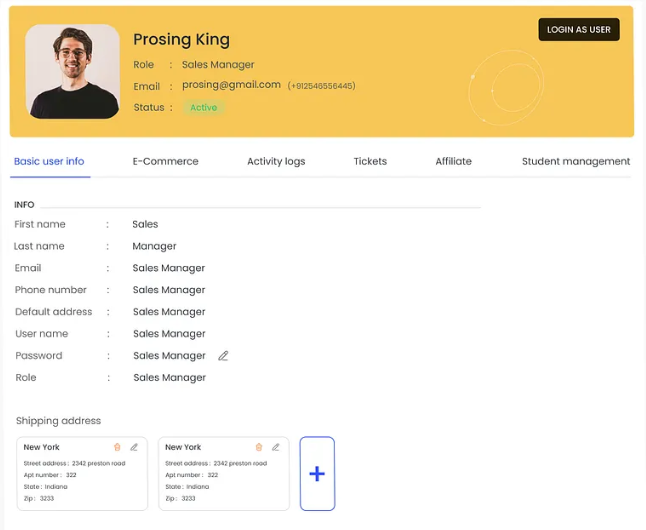 LOGIN AS USER
Prosing King
Role : Sales Manager
Email : prosing@gmail.com (+912546556445)
Status : Active
Basic user info E-Commerce Activity logs Tickets Affiliate Student management
INFO
First name : Sales
Last name : Manager
Email : Sales Manager
Phone number : Sales Manager
Default address : Sales Manager
User name : Sales Manager
Password : Sales Manager
Role : Sales Manager
Shipping address
New York New York
Street address : 2342 preston road Street address : 2342 preston road
Apt number : 322 Apt number : 322
State : Indiana State : Indiana
Zip : 3233 Zip : 3233